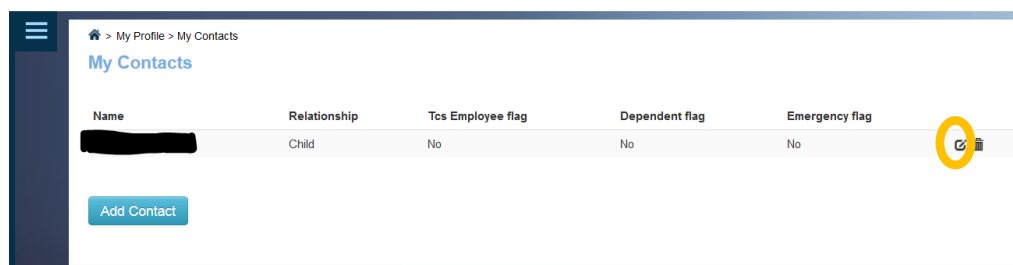 > My Profile > My Contacts
My Contacts
Name Relationship Tcs Employee flag Dependent flag Emergency flag
Child No No No
Add Contact